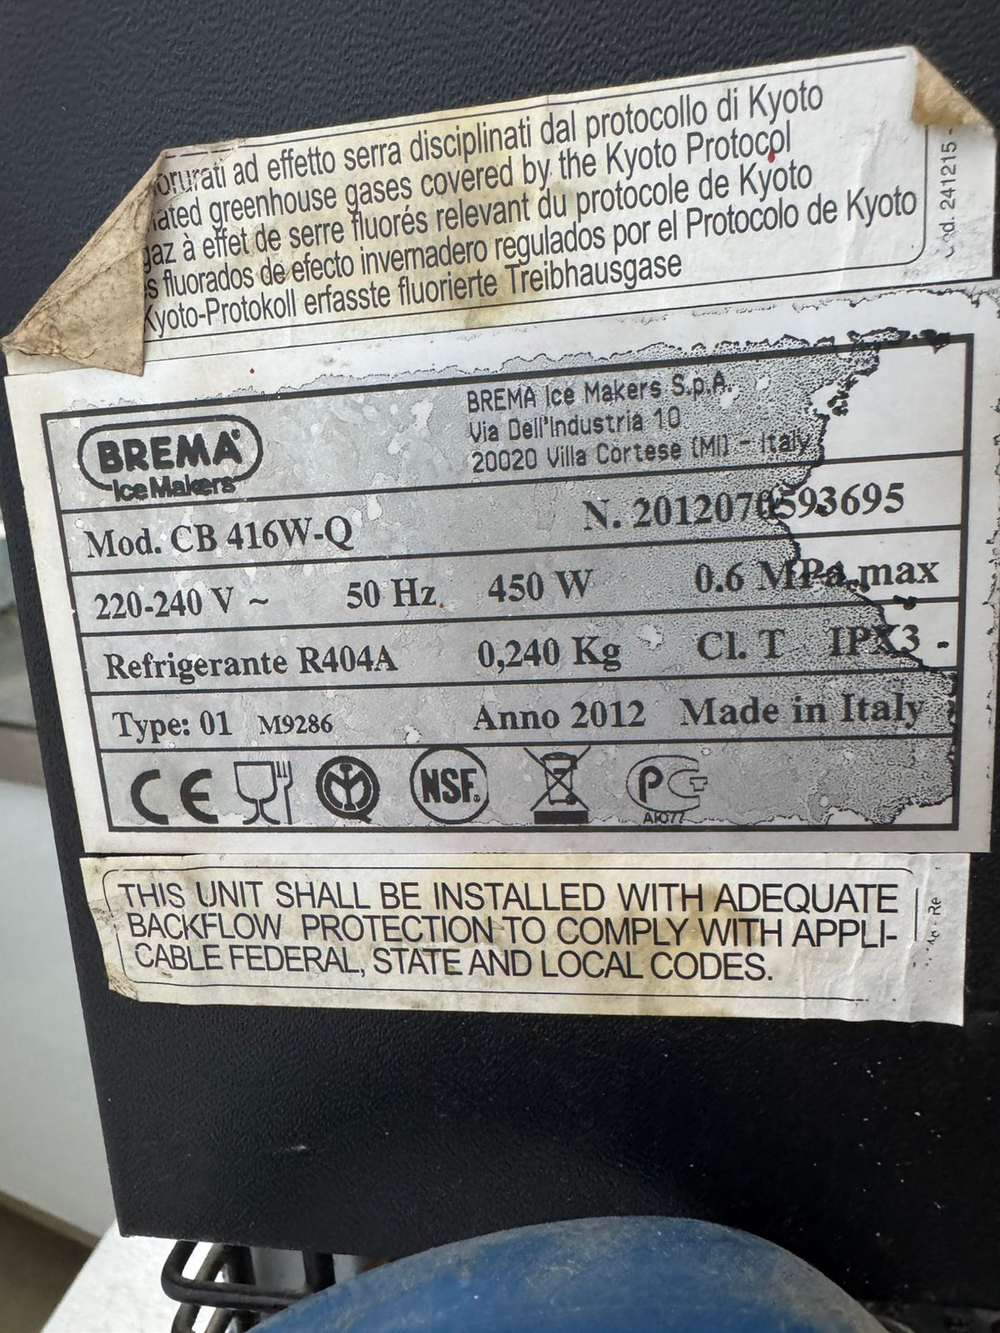 ad effetto serra disciplinati dal protocollo di Kyoto
greenhouse gases covered by the Kyoto Protocol
gaz à effet de serre fluorés relevant du protocole de Kyoto
fluorados de efecto invernadero regulados por el Protocolo de Kyoto
Kyoto-Protokoll erfasste fluorierte Treibhausgase
241215
BREMA
Ice Makers
BREMA Ice Makers S.p.A.
Via Dell'Industria 10
20020 Villa Cortese (MI) - Italy
Mod. CB 416W-Q N. 2012070593695
220-240 V ~ 50 Hz 450 W 0.6 MPa max
Refrigerante R404A 0,240 Kg Cl. T IPX3 -
Type: 01 M9286 Anno 2012 Made in Italy
CE NSF® PC
THIS UNIT SHALL BE INSTALLED WITH ADEQUATE
BACKFLOW PROTECTION TO COMPLY WITH APPLI-
CABLE FEDERAL, STATE AND LOCAL CODES.